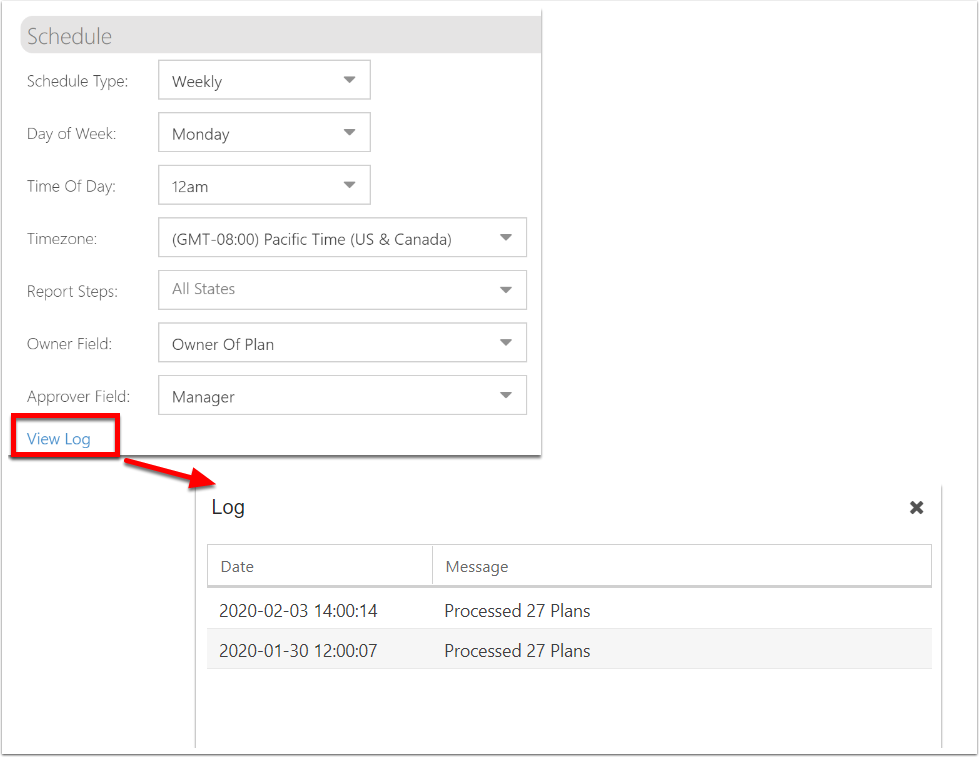 Schedule
Schedule Type: Weekly
Day of Week: Monday
Time Of Day: 12am
Timezone: (GMT-08:00) Pacific Time (US & Canada)
Report Steps: All States
Owner Field: Owner Of Plan
Approver Field: Manager
View Log
Log
Date Message
2020-02-03 14:00:14 Processed 27 Plans
2020-01-30 12:00:07 Processed 27 Plans